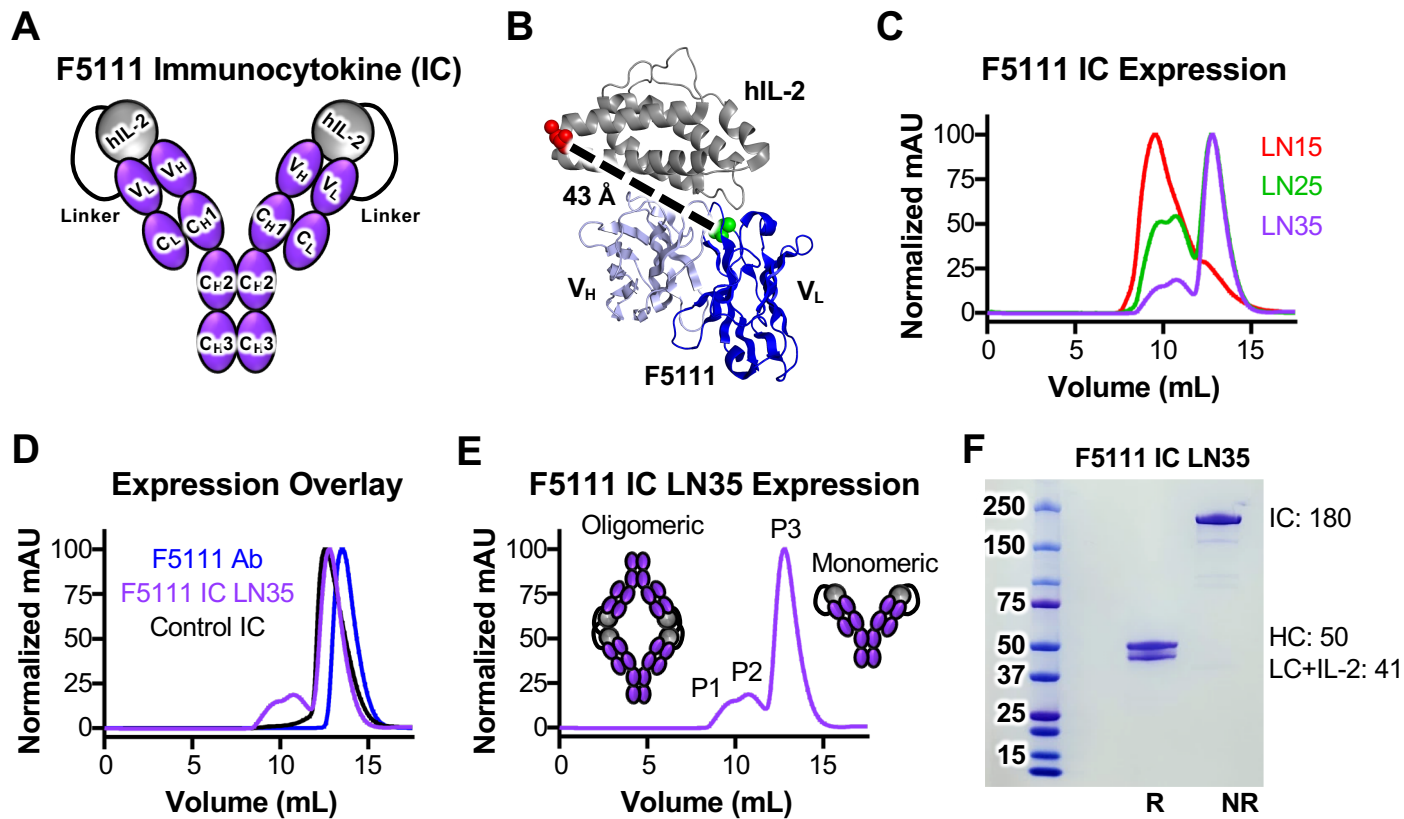 A
F5111 Immunocytokine (IC)
hIL-2
hIL-2
VL
VH
VH
VL
Linker
Linker
CL
CH1
CH1
CL
CH2
CH2
CH3
CH3
B
hIL-2
43 Å
VH
VL
F5111
C
F5111 IC Expression
Normalized mAU
100
75
50
25
0
LN15
LN25
LN35
0
5
10
15
Volume (mL)
D
Expression Overlay
Normalized mAU
100
75
50
25
0
F5111 Ab
F5111 IC LN35
Control IC
0
5
10
15
Volume (mL)
E
F5111 IC LN35 Expression
Normalized mAU
100
75
50
25
0
Oligomeric
P3
Monomeric
P1
P2
0
5
10
15
Volume (mL)
F
F5111 IC LN35
250
150
75
50
37
25
15
IC: 180
HC: 50
LC+IL-2: 41
R
NR